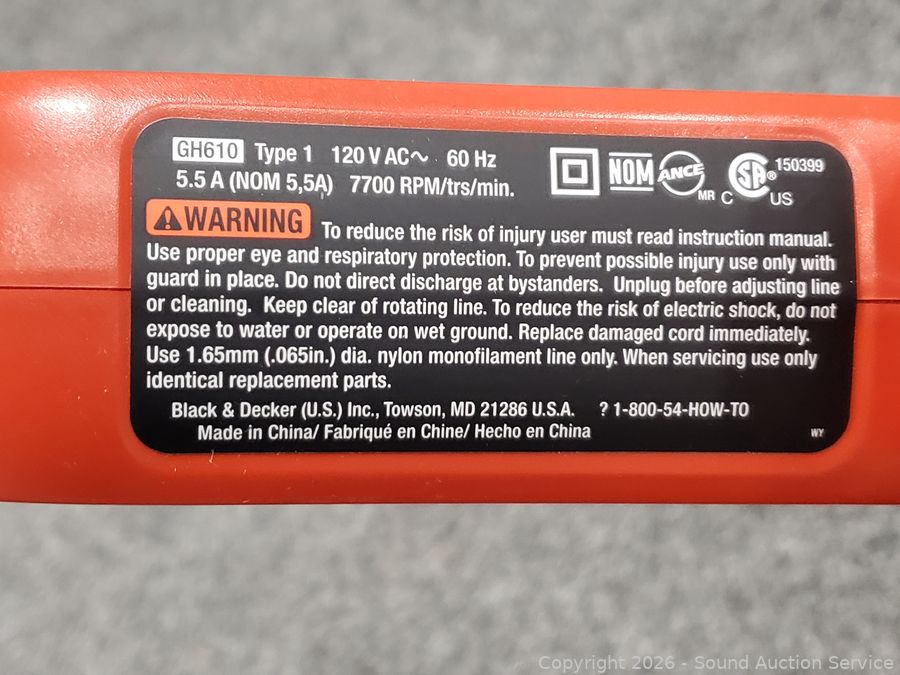 GH610 Type 1 120 V AC～ 60 Hz
5.5 A (NOM 5,5A) 7700 RPM/trs/min.
NOM ANCE MR C SA® US 150399
⚠WARNING To reduce the risk of injury user must read instruction manual.
Use proper eye and respiratory protection. To prevent possible injury use only with
guard in place. Do not direct discharge at bystanders. Unplug before adjusting line
or cleaning. Keep clear of rotating line. To reduce the risk of electric shock, do not
expose to water or operate on wet ground. Replace damaged cord immediately.
Use 1.65mm (.065in.) dia. nylon monofilament line only. When servicing use only
identical replacement parts.
Black & Decker (U.S.) Inc., Towson, MD 21286 U.S.A. ? 1-800-54-HOW-TO
Made in China/ Fabriqué en Chine/ Hecho en China
WY
Copyright 2026 - Sound Auction Service